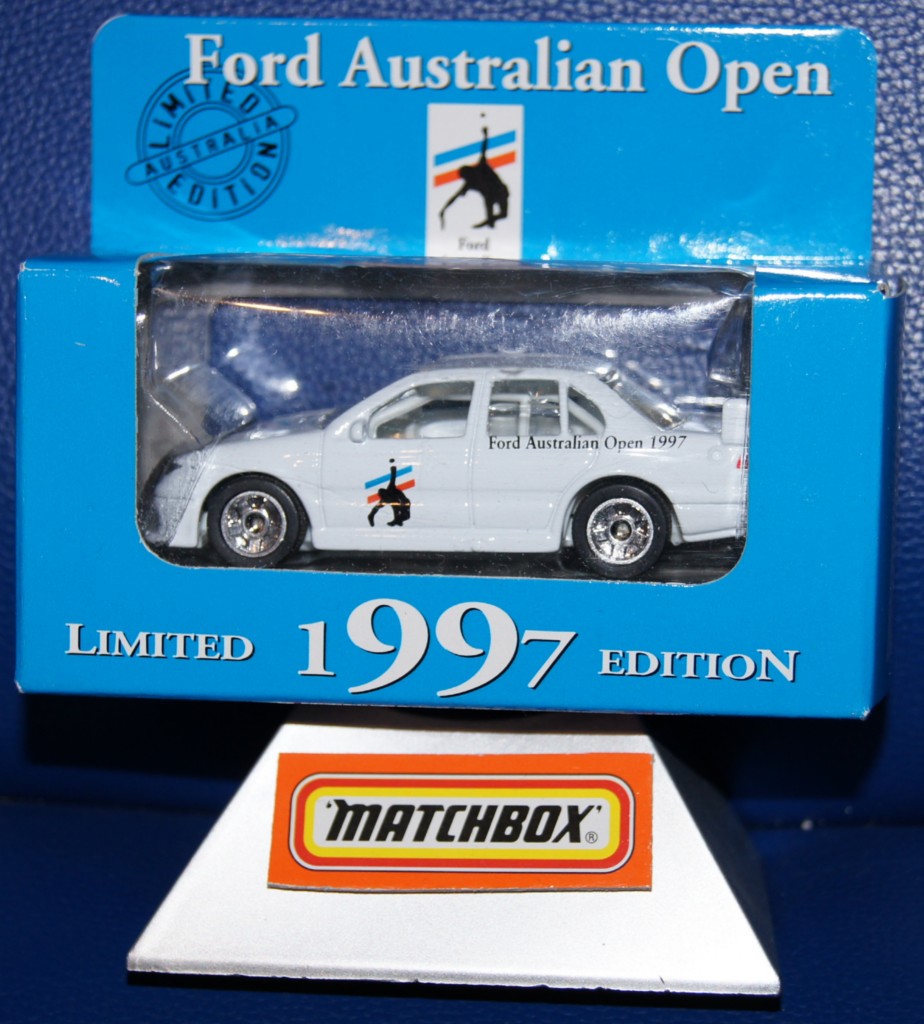 Ford Australian Open
LIMITED
AUSTRALIA
EDITION
Ford
Ford Australian Open 1997
LIMITED 1997 EDITION
'MATCHBOX'®